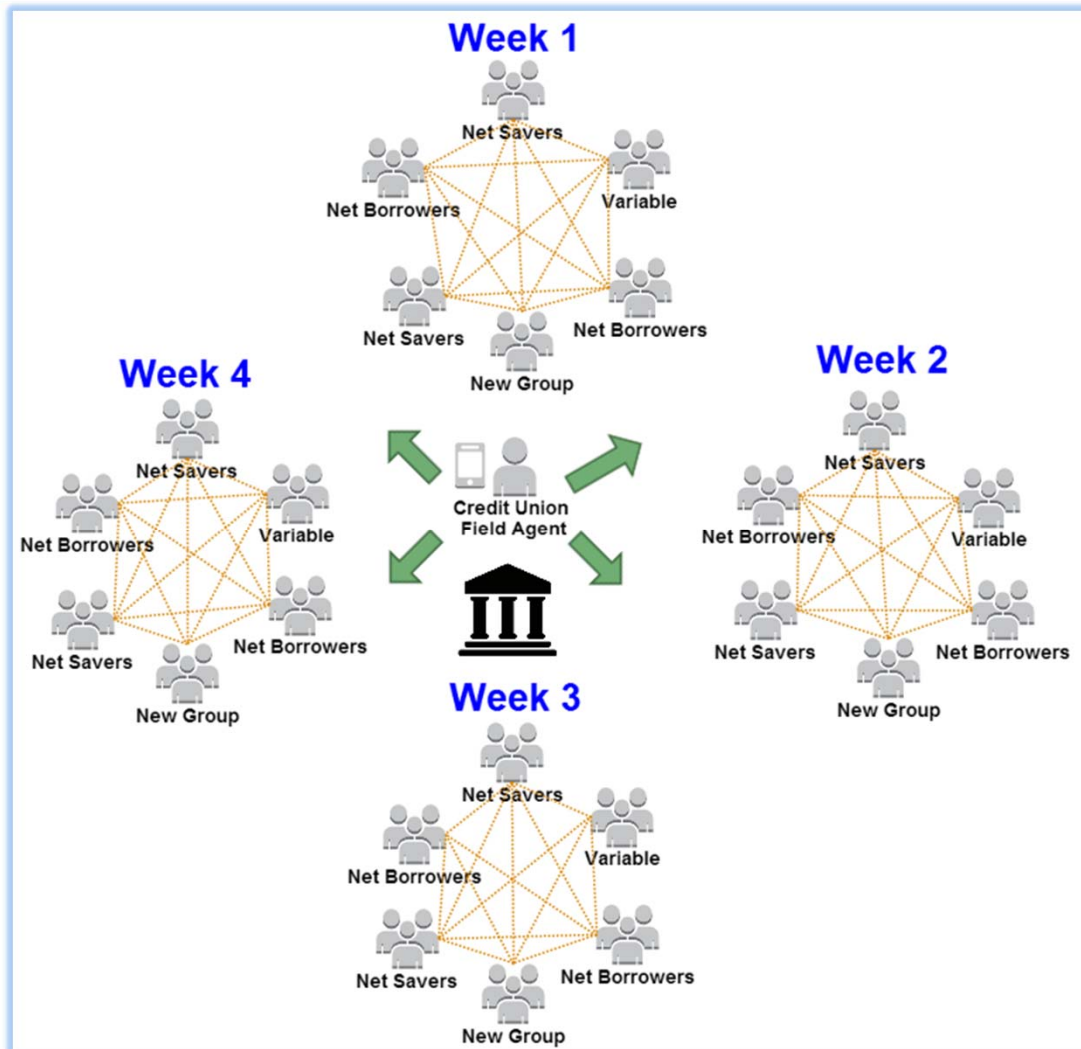 Week 1
Net Savers
Net Borrowers
Variable
Net Savers
Net Borrowers
New Group
Week 4
Net Savers
Net Borrowers
Variable
Net Savers
Net Borrowers
New Group
Credit Union
Field Agent
Week 2
Net Savers
Net Borrowers
Variable
Net Savers
Net Borrowers
New Group
Week 3
Net Savers
Net Borrowers
Variable
Net Savers
Net Borrowers
New Group